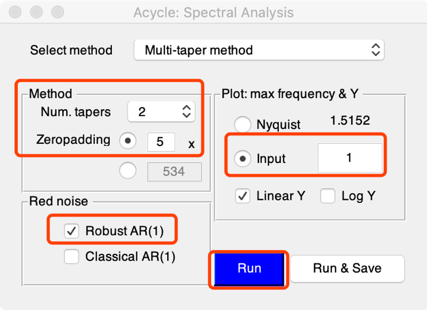 Acycle: Spectral Analysis
Select method Multi-taper method
Method
Num. tapers 2
Zeropadding 5 x
534
Plot: max frequency & Y
Nyquist 1.5152
Input 1
Linear Y Log Y
Red noise
Robust AR(1)
Classical AR(1)
Run Run & Save